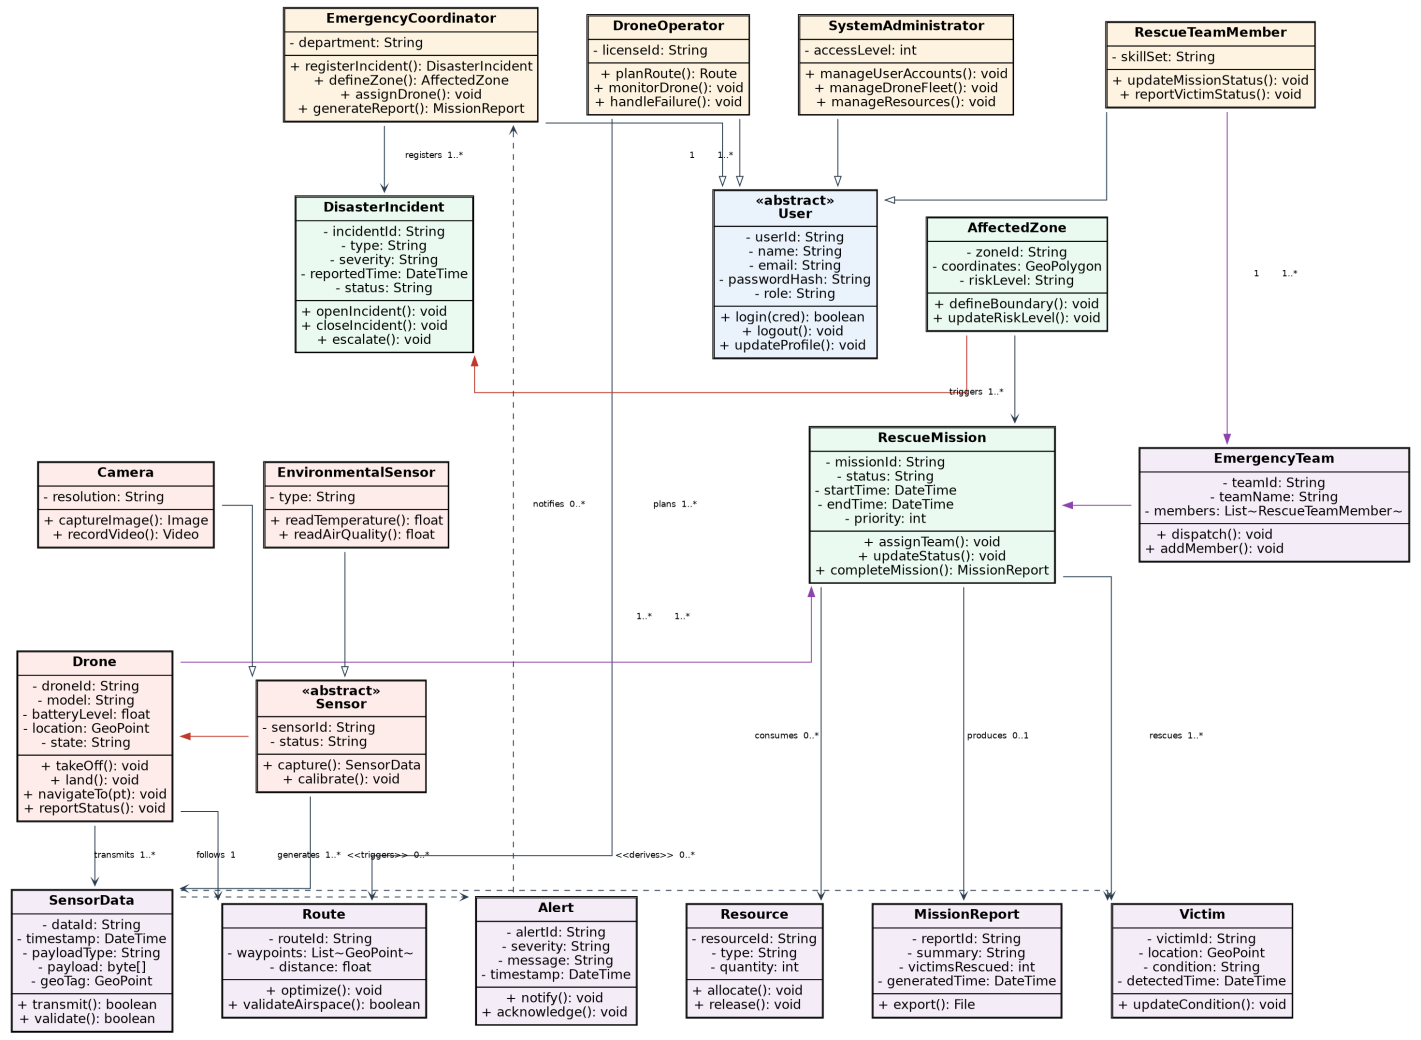 EmergencyCoordinator
- department: String
+ registerIncident(): DisasterIncident
+ defineZone(): AffectedZone
+ assignDrone(): void
+ generateReport(): MissionReport
DroneOperator
- licenseId: String
+ planRoute(): Route
+ monitorDrone(): void
+ handleFailure(): void
SystemAdministrator
- accessLevel: int
+ manageUserAccounts(): void
+ manageDroneFleet(): void
+ manageResources(): void
RescueTeamMember
- skillSet: String
+ updateMissionStatus(): void
+ reportVictimStatus(): void
registers 1..*
1 1..*
DisasterIncident
- incidentId: String
- type: String
- severity: String
- reportedTime: DateTime
- status: String
+ openIncident(): void
+ closeIncident(): void
+ escalate(): void
«abstract»
User
- userId: String
- name: String
- email: String
- passwordHash: String
- role: String
+ login(cred): boolean
+ logout(): void
+ updateProfile(): void
AffectedZone
- zoneId: String
- coordinates: GeoPolygon
- riskLevel: String
+ defineBoundary(): void
+ updateRiskLevel(): void
1 1..*
triggers 1..*
Camera
- resolution: String
+ captureImage(): Image
+ recordVideo(): Video
EnvironmentalSensor
- type: String
+ readTemperature(): float
+ readAirQuality(): float
notifies 0..*
plans 1..*
RescueMission
- missionId: String
- status: String
- startTime: DateTime
- endTime: DateTime
- priority: int
+ assignTeam(): void
+ updateStatus(): void
+ completeMission(): MissionReport
EmergencyTeam
- teamId: String
- teamName: String
- members: List~RescueTeamMember~
+ dispatch(): void
+ addMember(): void
1..* 1..*
Drone
- droneId: String
- model: String
- batteryLevel: float
- location: GeoPoint
- state: String
+ takeOff(): void
+ land(): void
+ navigateTo(pt): void
+ reportStatus(): void
«abstract»
Sensor
- sensorId: String
- status: String
+ capture(): SensorData
+ calibrate(): void
consumes 0..*
produces 0..1
rescues 1..*
transmits 1..*
follows 1
generates 1..*
<<triggers>> 0..*
<<derives>> 0..*
SensorData
- dataId: String
- timestamp: DateTime
- payloadType: String
- payload: byte[]
- geoTag: GeoPoint
+ transmit(): boolean
+ validate(): boolean
Route
- routeId: String
- waypoints: List~GeoPoint~
- distance: float
+ optimize(): void
+ validateAirspace(): boolean
Alert
- alertId: String
- severity: String
- message: String
- timestamp: DateTime
+ notify(): void
+ acknowledge(): void
Resource
- resourceId: String
- type: String
- quantity: int
+ allocate(): void
+ release(): void
MissionReport
- reportId: String
- summary: String
- victimsRescued: int
- generatedTime: DateTime
+ export(): File
Victim
- victimId: String
- location: GeoPoint
- condition: String
- detectedTime: DateTime
+ updateCondition(): void